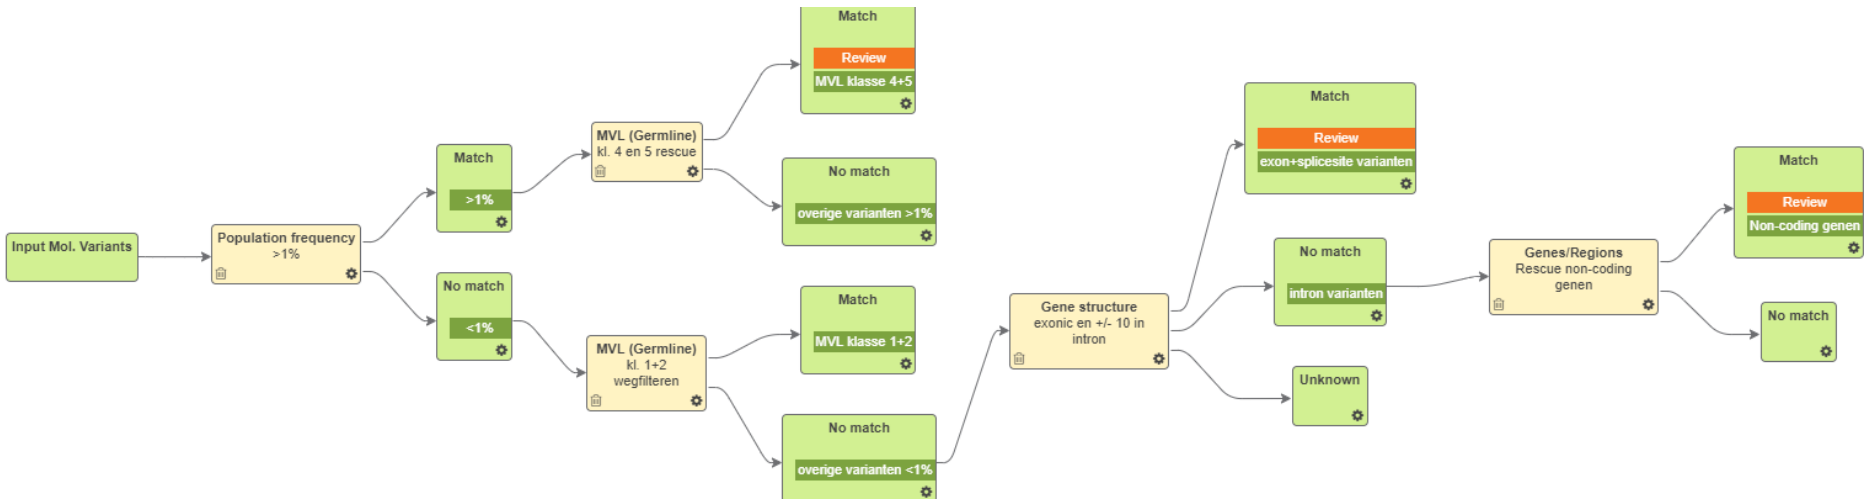 Input Mol. Variants
Population frequency
>1%
Match
>1%
No match
<1%
MVL (Germline)
kl. 4 en 5 rescue
Match
Review
MVL klasse 4+5
No match
overige varianten >1%
MVL (Germline)
kl. 1+2
wegfilteren
Match
MVL klasse 1+2
No match
overige varianten <1%
Gene structure
exonic en +/- 10 in
intron
Match
Review
exon+splicesite varianten
No match
intron varianten
Unknown
Genes/Regions
Rescue non-coding
genen
Match
Review
Non-coding genen
No match